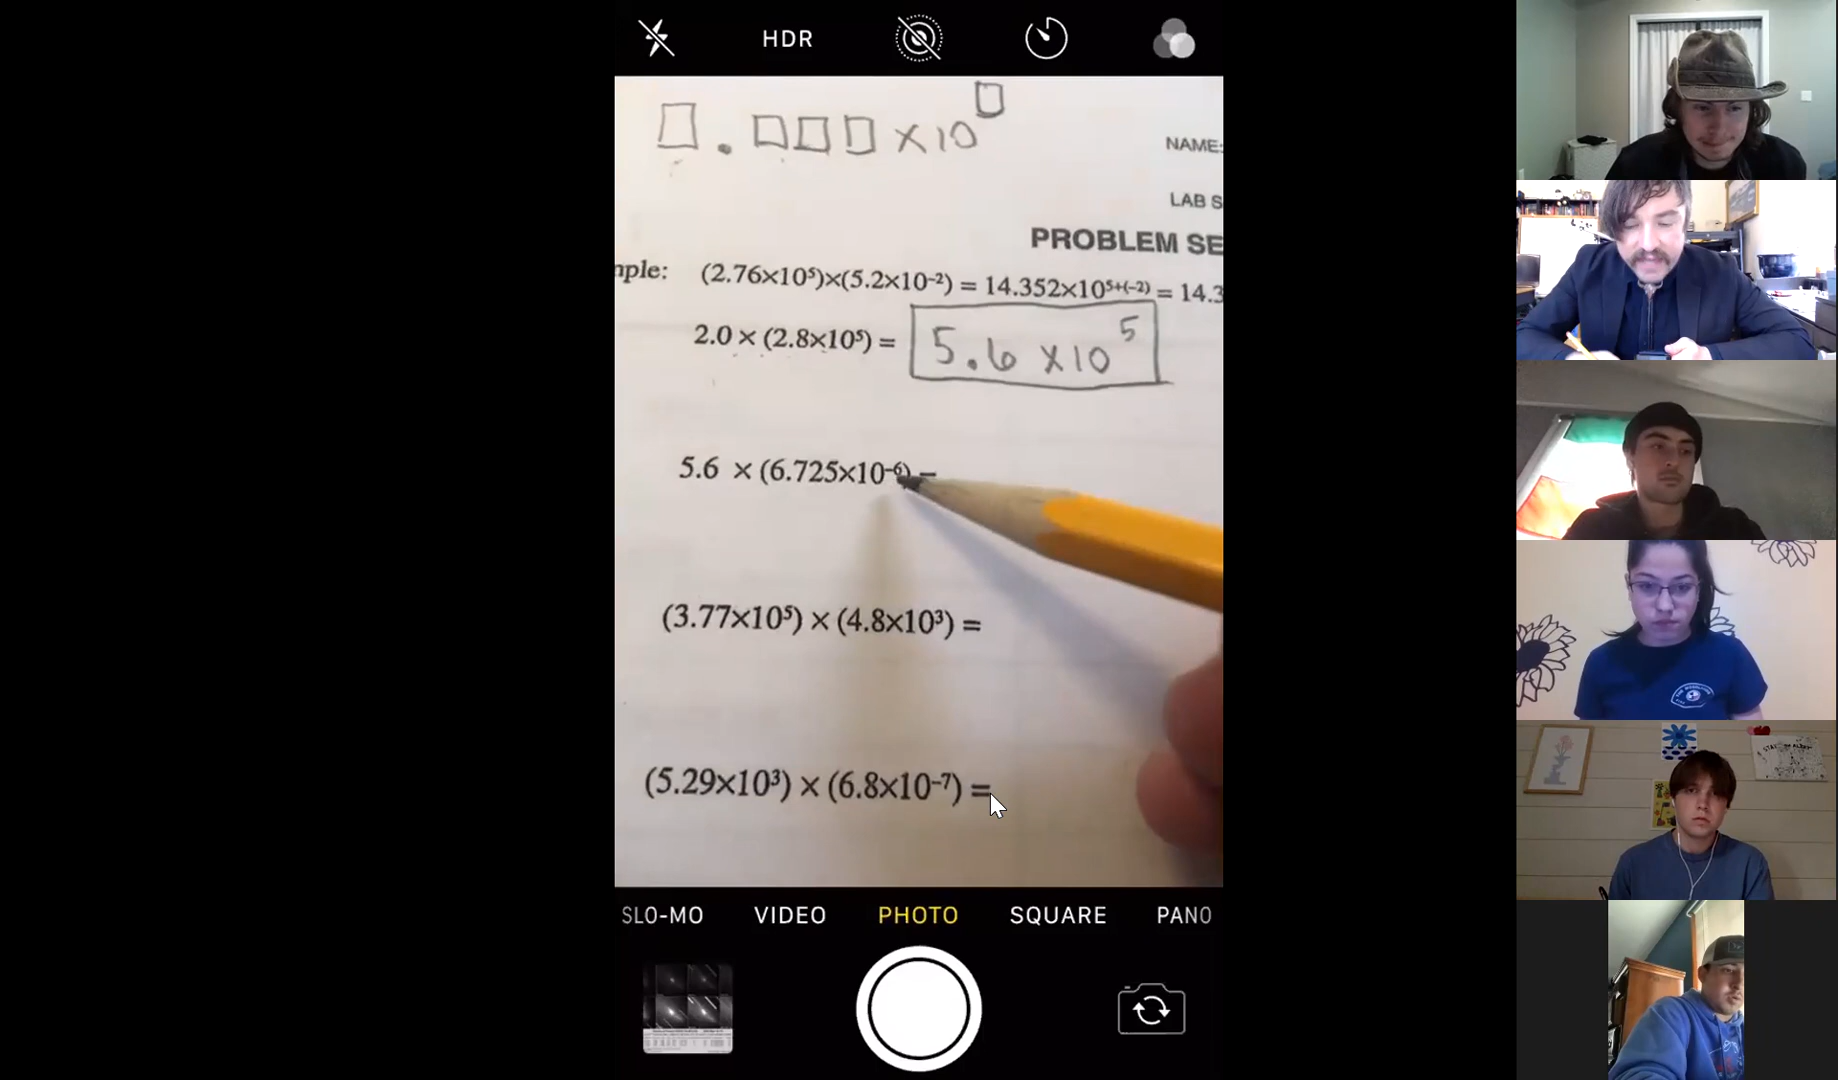 HDR
□.□□□×10□
NAME:
LAB S
PROBLEM SE
mple: (2.76×10⁵)×(5.2×10⁻²) = 14.352×10⁵⁺⁽⁻²⁾ = 14.3
2.0 × (2.8×10⁵) = 5.6 ×10⁵
5.6 × (6.725×10⁻⁶) =
(3.77×10⁵) × (4.8×10³) =
(5.29×10³) × (6.8×10⁻⁷) =
SLO-MO VIDEO PHOTO SQUARE PANO